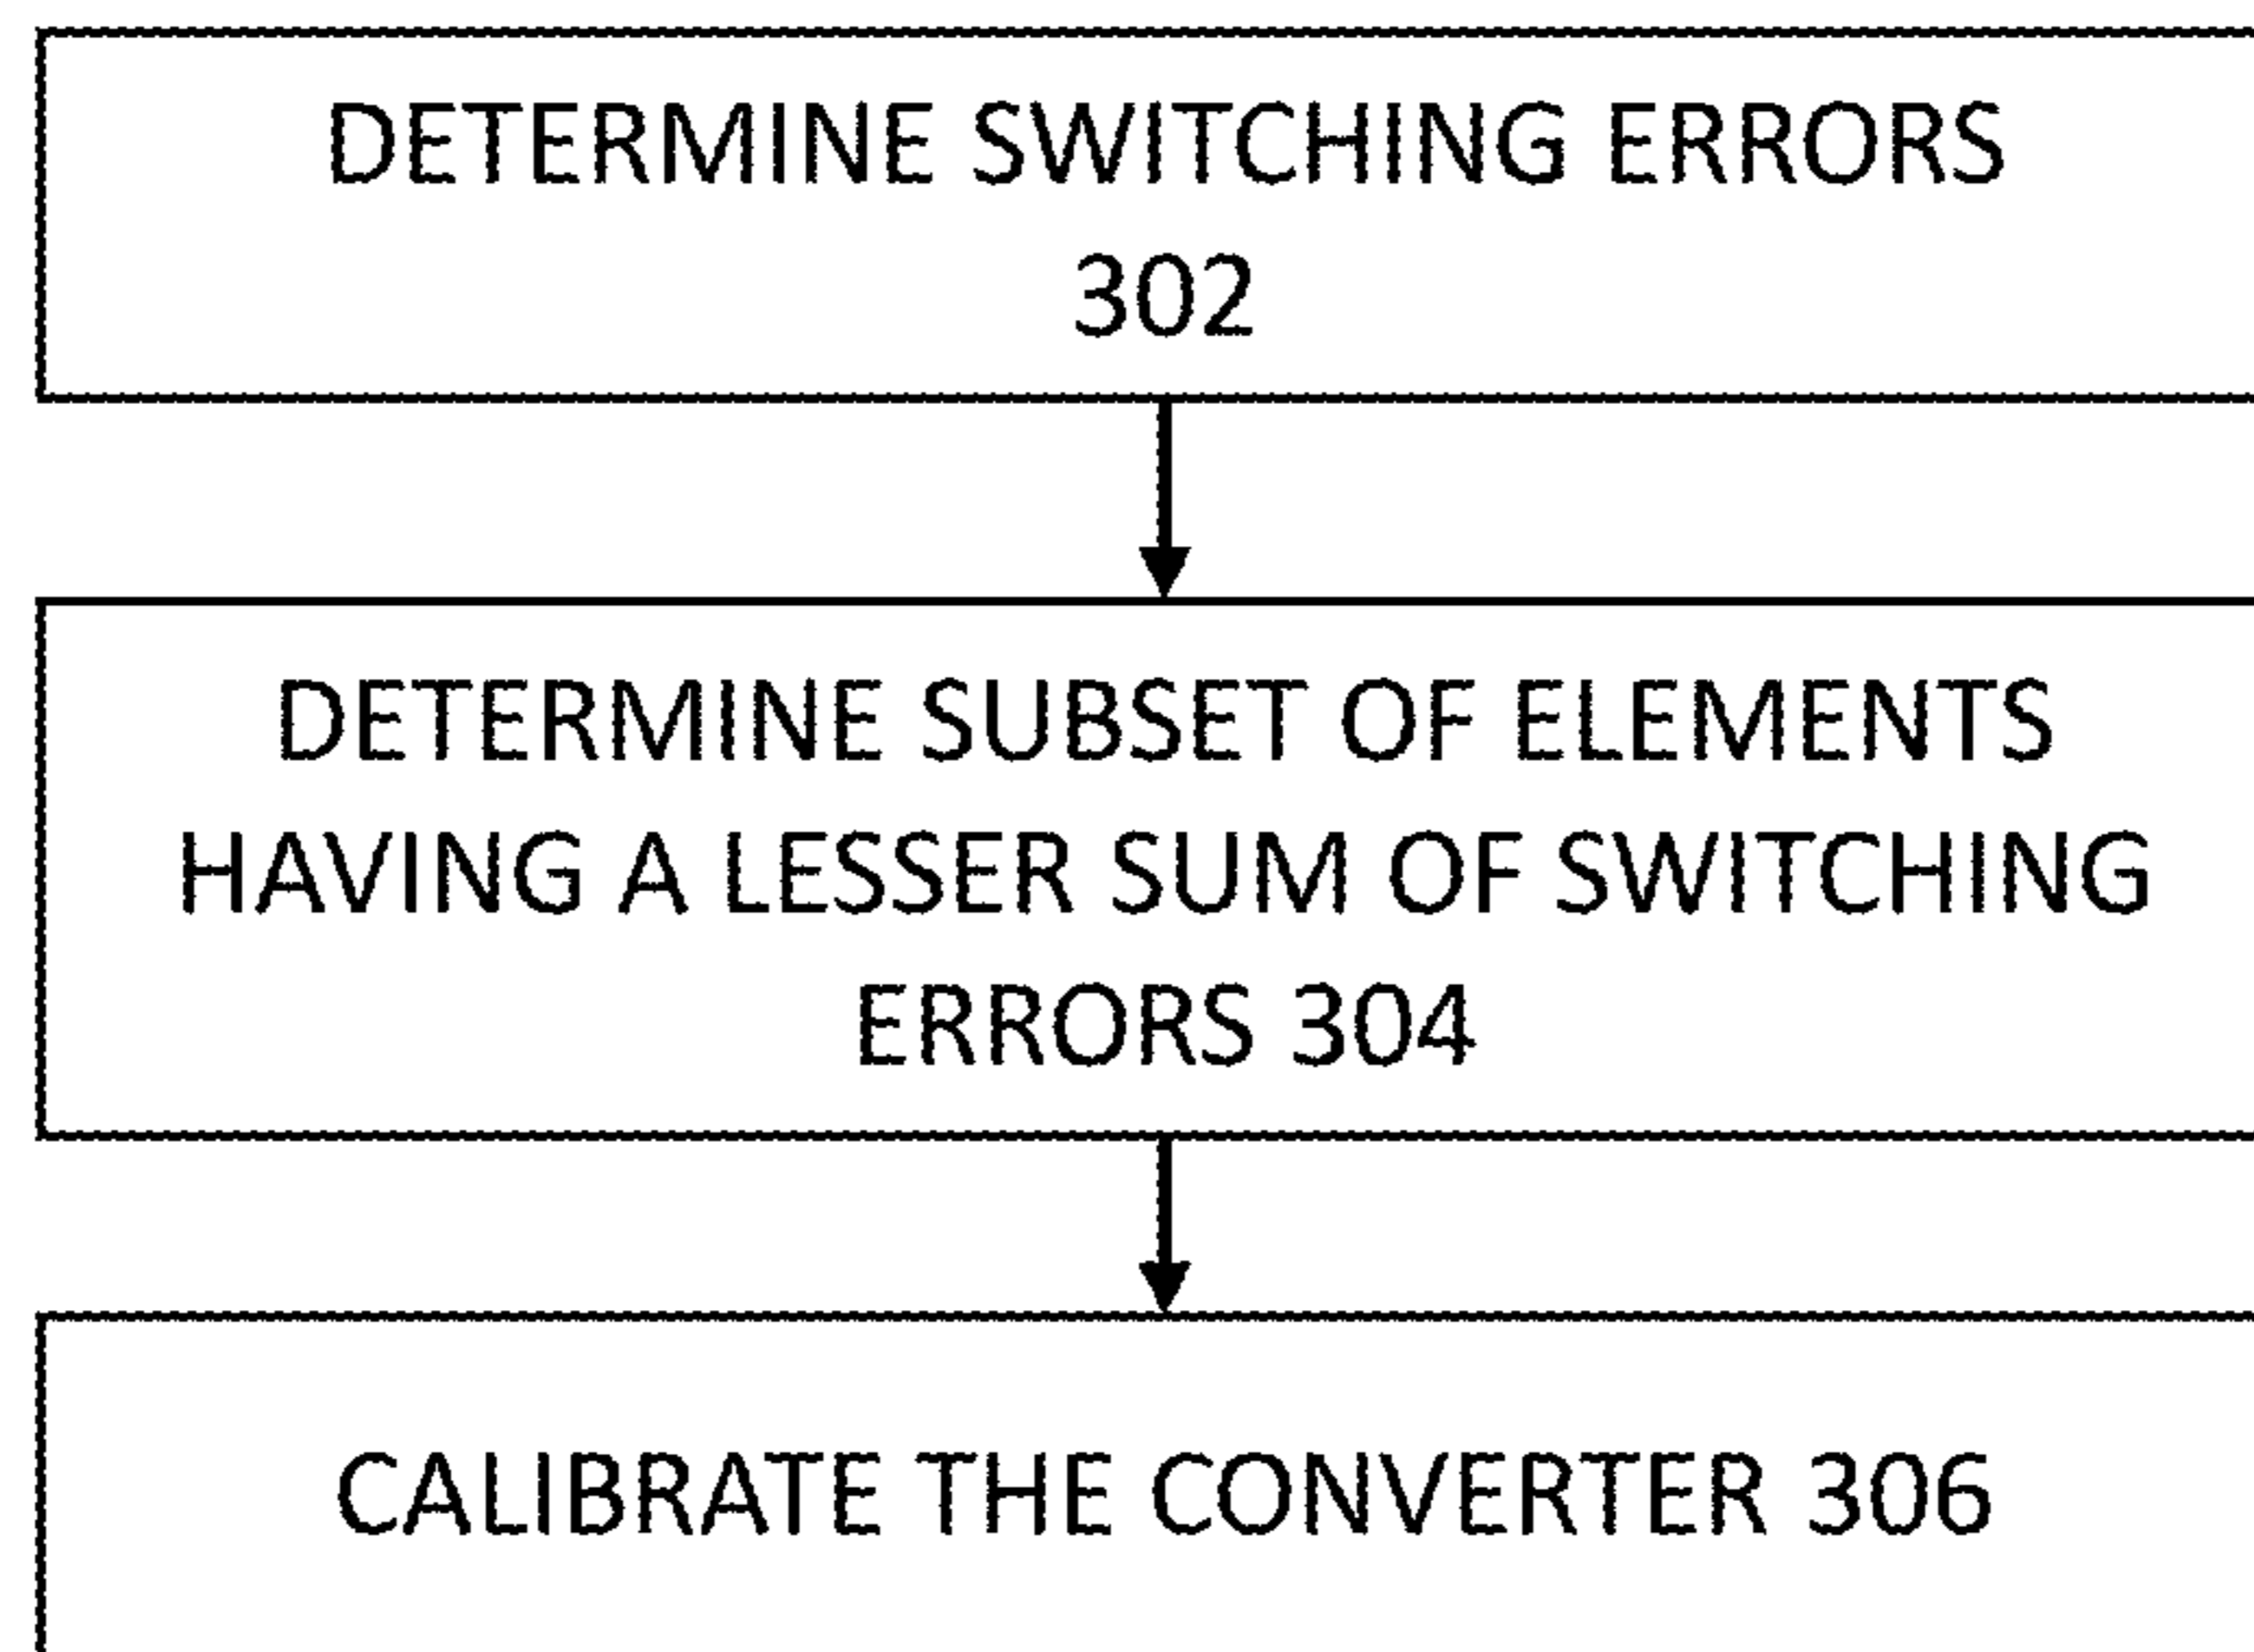 DETERMINE SWITCHING ERRORS
302
DETERMINE SUBSET OF ELEMENTS
HAVING A LESSER SUM OF SWITCHING
ERRORS 304
CALIBRATE THE CONVERTER 306